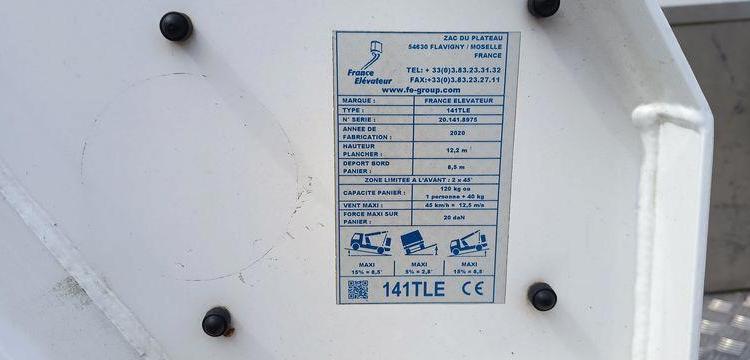 ZAC DU PLATEAU
54630 FLAVIGNY / MOSELLE
FRANCE
France
Elévateur
TEL: + 33(0)3.83.23.31.32
FAX:+33(0)3.83.23.27.11
www.fe-group.com
MARQUE : FRANCE ELEVATEUR
TYPE : 141TLE
N° SERIE : 20.141.8975
ANNEE DE
FABRICATION : 2020
HAUTEUR
PLANCHER : 12,2 m
DEPORT BORD
PANIER : 8,5 m
ZONE LIMITEE A L'AVANT : 2 x 45°
CAPACITE PANIER : 120 kg ou
1 personne + 40 kg
VENT MAXI : 45 km/h = 12,5 m/s
FORCE MAXI SUR
PANIER : 20 daN
MAXI MAXI MAXI
15% = 8,5° 5% = 2,8° 15% = 8,5°
141TLE CE